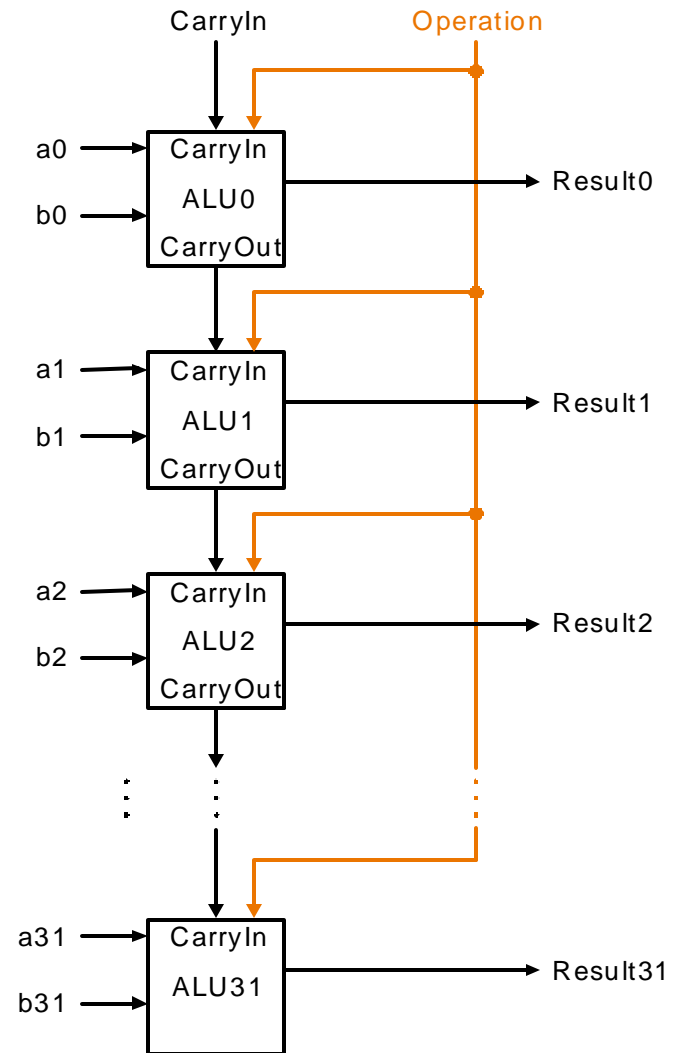 CarryIn Operation
a0 CarryIn
ALU0 Result0
b0
CarryOut
a1 CarryIn
ALU1 Result1
b1
CarryOut
a2 CarryIn
ALU2 Result2
b2
CarryOut
a31 CarryIn
ALU31 Result31
b31